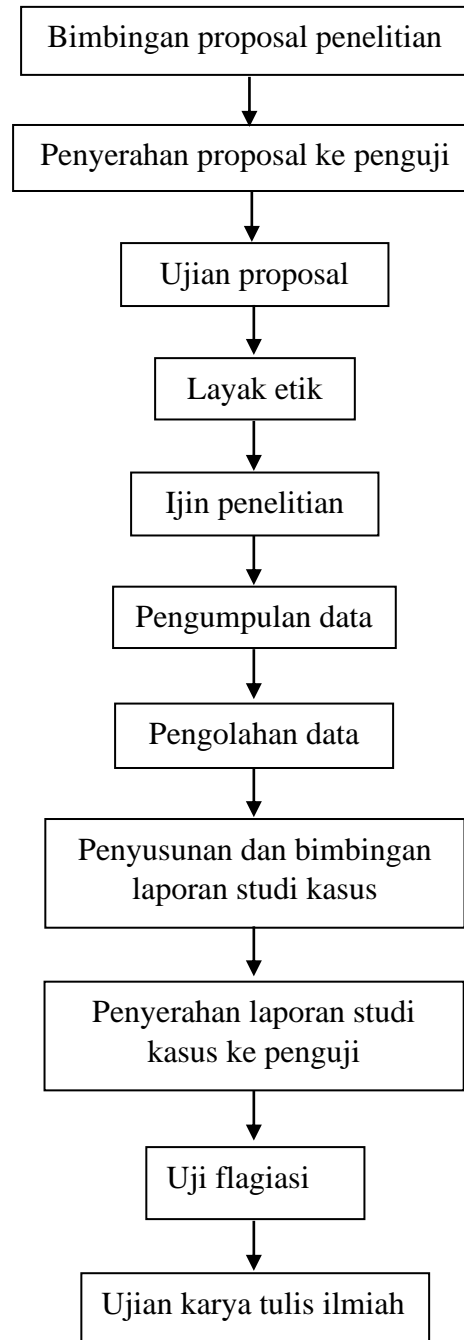 Bimbingan proposal penelitian
Penyerahan proposal ke penguji
Ujian proposal
Layak etik
Ijin penelitian
Pengumpulan data
Pengolahan data
Penyusunan dan bimbingan
laporan studi kasus
Penyerahan laporan studi
kasus ke penguji
Uji flagiasi
Ujian karya tulis ilmiah